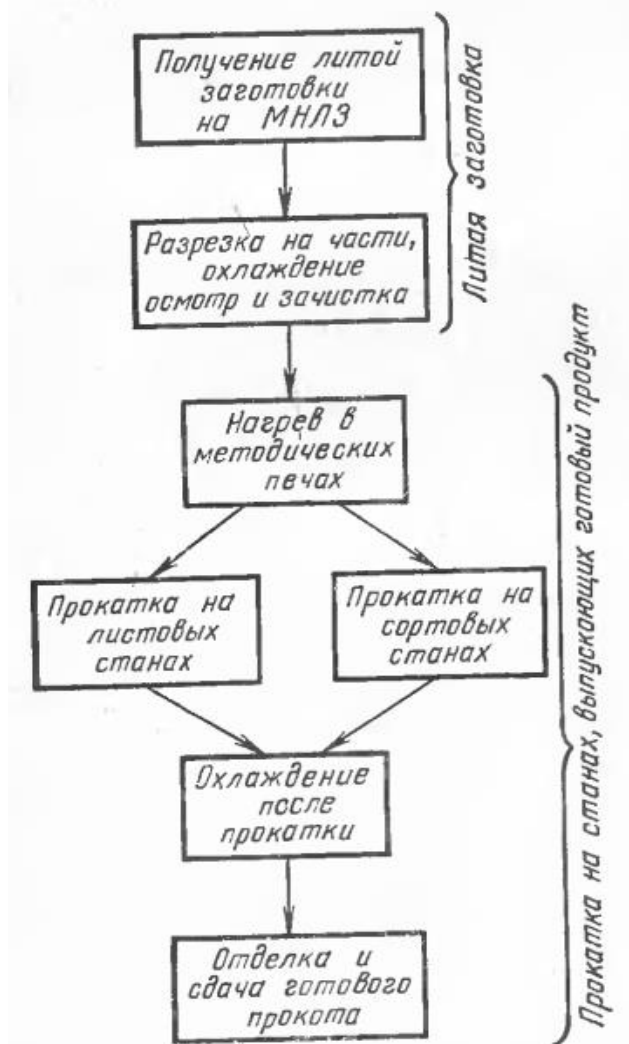 Получение литой
заготовки
на МНЛЗ
Разрезка на части,
охлаждение
осмотр и зачистка
Литая заготовка
Нагрев в
методических
печах
Прокатка на
листовых
станах
Прокатка на
сортовых
станах
Охлаждение
после
прокатки
Отделка и
сдача готового
проката
Прокатка на станах, выпускающих готовый продукт